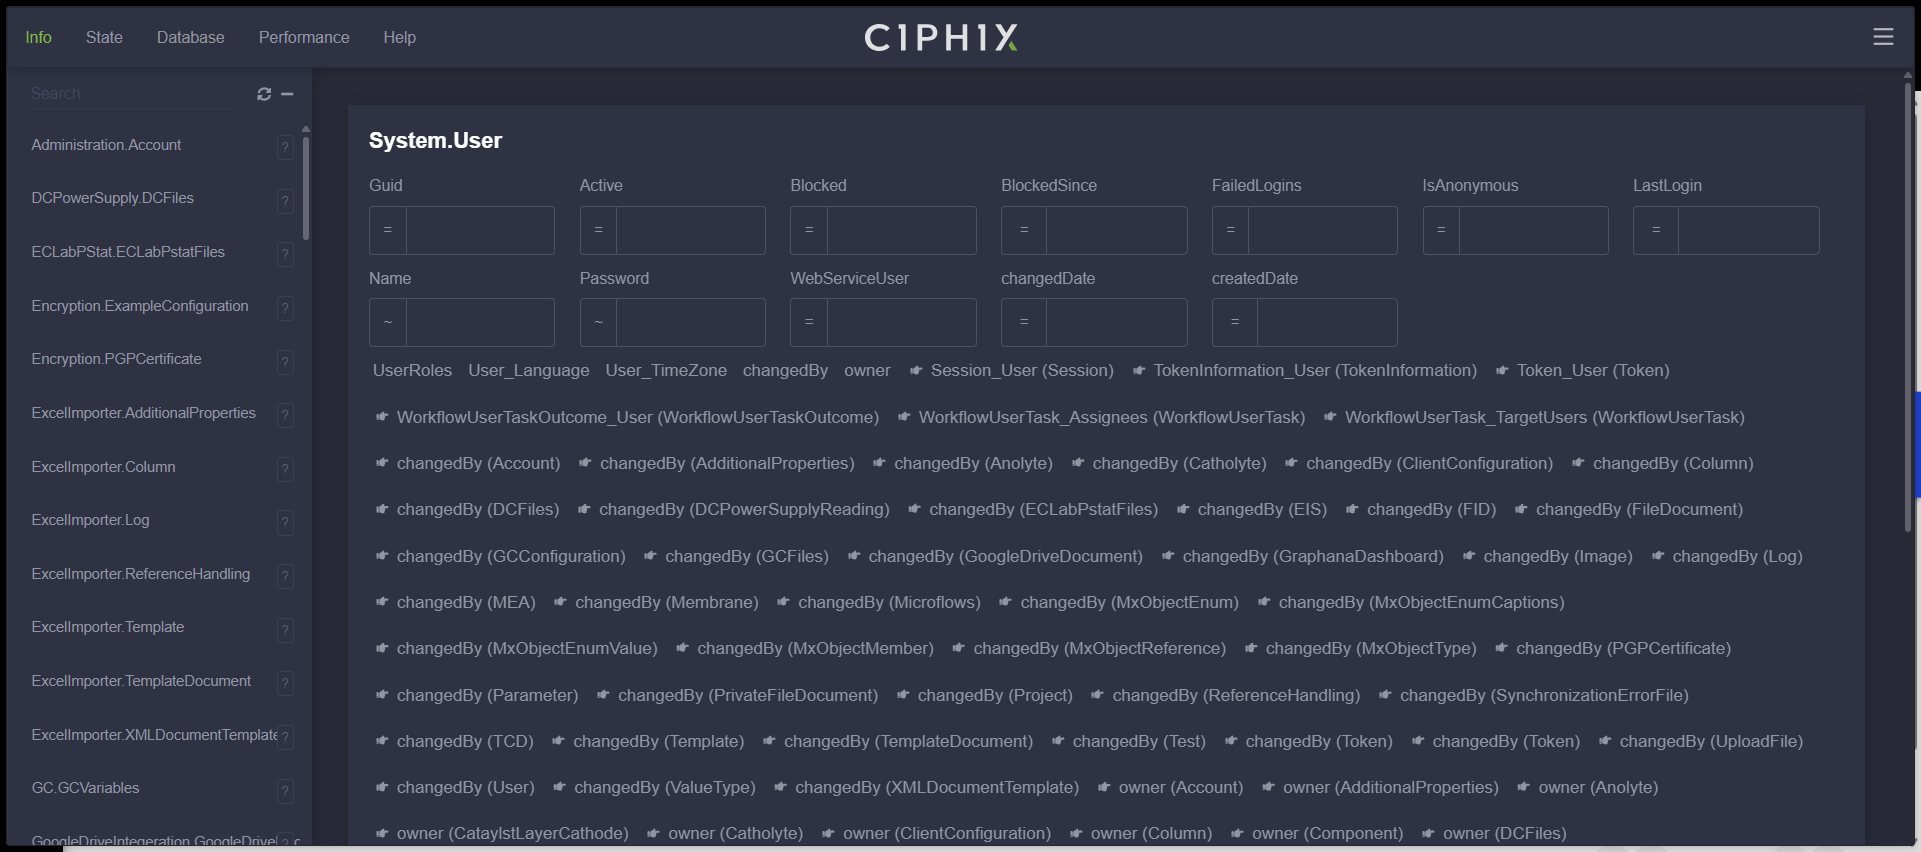 Info State Database Performance Help
C1PH1X
Search
Administration.Account
?
DCPowerSupply.DCFiles
?
ECLabPStat.ECLabPstatFiles
?
Encryption.ExampleConfiguration
?
Encryption.PGPCertificate
?
ExcelImporter.AdditionalProperties
?
ExcelImporter.Column
?
ExcelImporter.Log
?
ExcelImporter.ReferenceHandling
?
ExcelImporter.Template
?
ExcelImporter.TemplateDocument
?
ExcelImporter.XMLDocumentTemplate
?
GC.GCVariables
?
GoogleDriveIntegeration.GoogleDriveD
?
System.User
Guid Active Blocked BlockedSince FailedLogins IsAnonymous LastLogin
= = = = = = =
Name Password WebServiceUser changedDate createdDate
~ ~ = = =
UserRoles User_Language User_TimeZone changedBy owner Session_User (Session) TokenInformation_User (TokenInformation) Token_User (Token)
WorkflowUserTaskOutcome_User (WorkflowUserTaskOutcome) WorkflowUserTask_Assignees (WorkflowUserTask) WorkflowUserTask_TargetUsers (WorkflowUserTask)
changedBy (Account) changedBy (AdditionalProperties) changedBy (Anolyte) changedBy (Catholyte) changedBy (ClientConfiguration) changedBy (Column)
changedBy (DCFiles) changedBy (DCPowerSupplyReading) changedBy (ECLabPstatFiles) changedBy (EIS) changedBy (FID) changedBy (FileDocument)
changedBy (GCConfiguration) changedBy (GCFiles) changedBy (GoogleDriveDocument) changedBy (GraphanaDashboard) changedBy (Image) changedBy (Log)
changedBy (MEA) changedBy (Membrane) changedBy (Microflows) changedBy (MxObjectEnum) changedBy (MxObjectEnumCaptions)
changedBy (MxObjectEnumValue) changedBy (MxObjectMember) changedBy (MxObjectReference) changedBy (MxObjectType) changedBy (PGPCertificate)
changedBy (Parameter) changedBy (PrivateFileDocument) changedBy (Project) changedBy (ReferenceHandling) changedBy (SynchronizationErrorFile)
changedBy (TCD) changedBy (Template) changedBy (TemplateDocument) changedBy (Test) changedBy (Token) changedBy (Token) changedBy (UploadFile)
changedBy (User) changedBy (ValueType) changedBy (XMLDocumentTemplate) owner (Account) owner (AdditionalProperties) owner (Anolyte)
owner (CataylstLayerCathode) owner (Catholyte) owner (ClientConfiguration) owner (Column) owner (Component) owner (DCFiles)